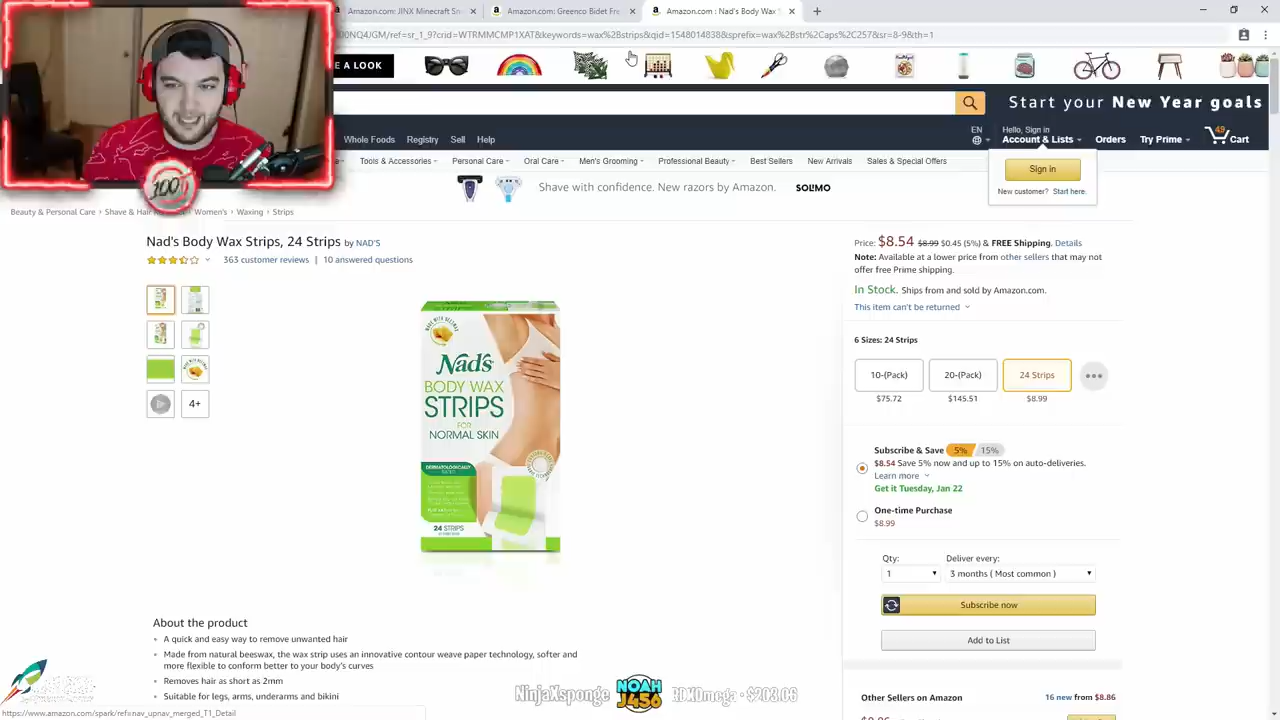 Amazon.com: JINX Minecraft Sn
Amazon.com: Greenco Bidet Fre
Amazon.com : Nad's Body Wax S
00NQ4JGM/ref=sr_1_9?crid=WTRMMCMP1XAT&keywords=wax%2Bstrips&qid=1548014838&sprefix=wax%2Bstr%2Caps%2C257&sr=8-9&th=1
E A LOOK
Start your New Year goals
Whole Foods Registry Sell Help
EN
Hello, Sign in
Account & Lists
Orders
Try Prime
49
Cart
Tools & Accessories Personal Care Oral Care Men's Grooming Professional Beauty Best Sellers New Arrivals Sales & Special Offers
Sign in
New customer? Start here.
Shave with confidence. New razors by Amazon. SOLIMO
100
Beauty & Personal Care › Shave & Hair › Women's › Waxing › Strips
Nad's Body Wax Strips, 24 Strips by NAD'S
363 customer reviews | 10 answered questions
4+
MADE WITH BEESWAX
Nad's
BODY WAX
STRIPS
FOR
NORMAL SKIN
DERMATOLOGICALLY
TESTED
24 STRIPS
Price: $8.54 $8.99 $0.45 (5%) & FREE Shipping. Details
Note: Available at a lower price from other sellers that may not
offer free Prime shipping.
In Stock. Ships from and sold by Amazon.com.
This item can't be returned
6 Sizes: 24 Strips
10-(Pack) 20-(Pack) 24 Strips
$75.72 $145.51 $8.99
Subscribe & Save 5% 15%
$8.54 Save 5% now and up to 15% on auto-deliveries.
Learn more
Get it Tuesday, Jan 22
One-time Purchase
$8.99
Qty: Deliver every:
1 3 months ( Most common )
Subscribe now
Add to List
Other Sellers on Amazon 16 new from $8.86
About the product
A quick and easy way to remove unwanted hair
Made from natural beeswax, the wax strip uses an innovative contour weave paper technology, softer and
more flexible to conform better to your body's curves
Removes hair as short as 2mm
Suitable for legs, arms, underarms and bikini
NinjaXsponge
NOAH
J456
RDXOmega • $203.06
https://www.amazon.com/spark/ref=nav_upnav_merged_T1_Detail